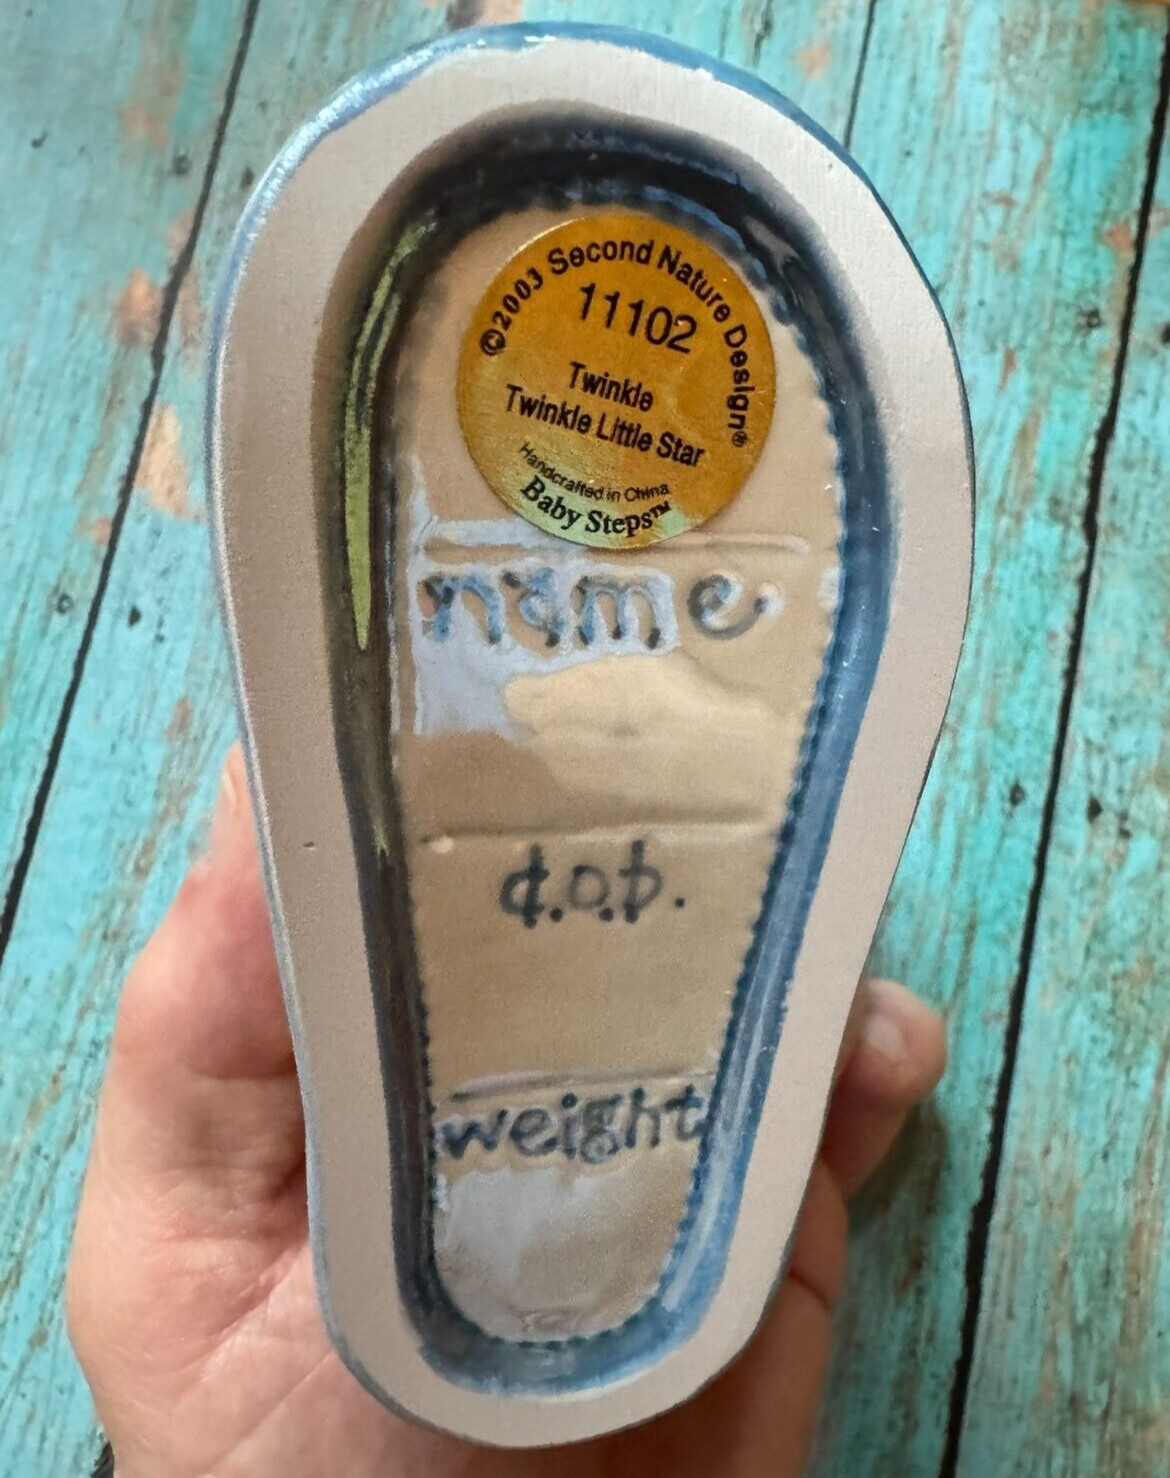 ©2003 Second Nature Design®
11102
Twinkle
Twinkle Little Star
Handcrafted in China
Baby Steps™
name
d.o.b.
weight